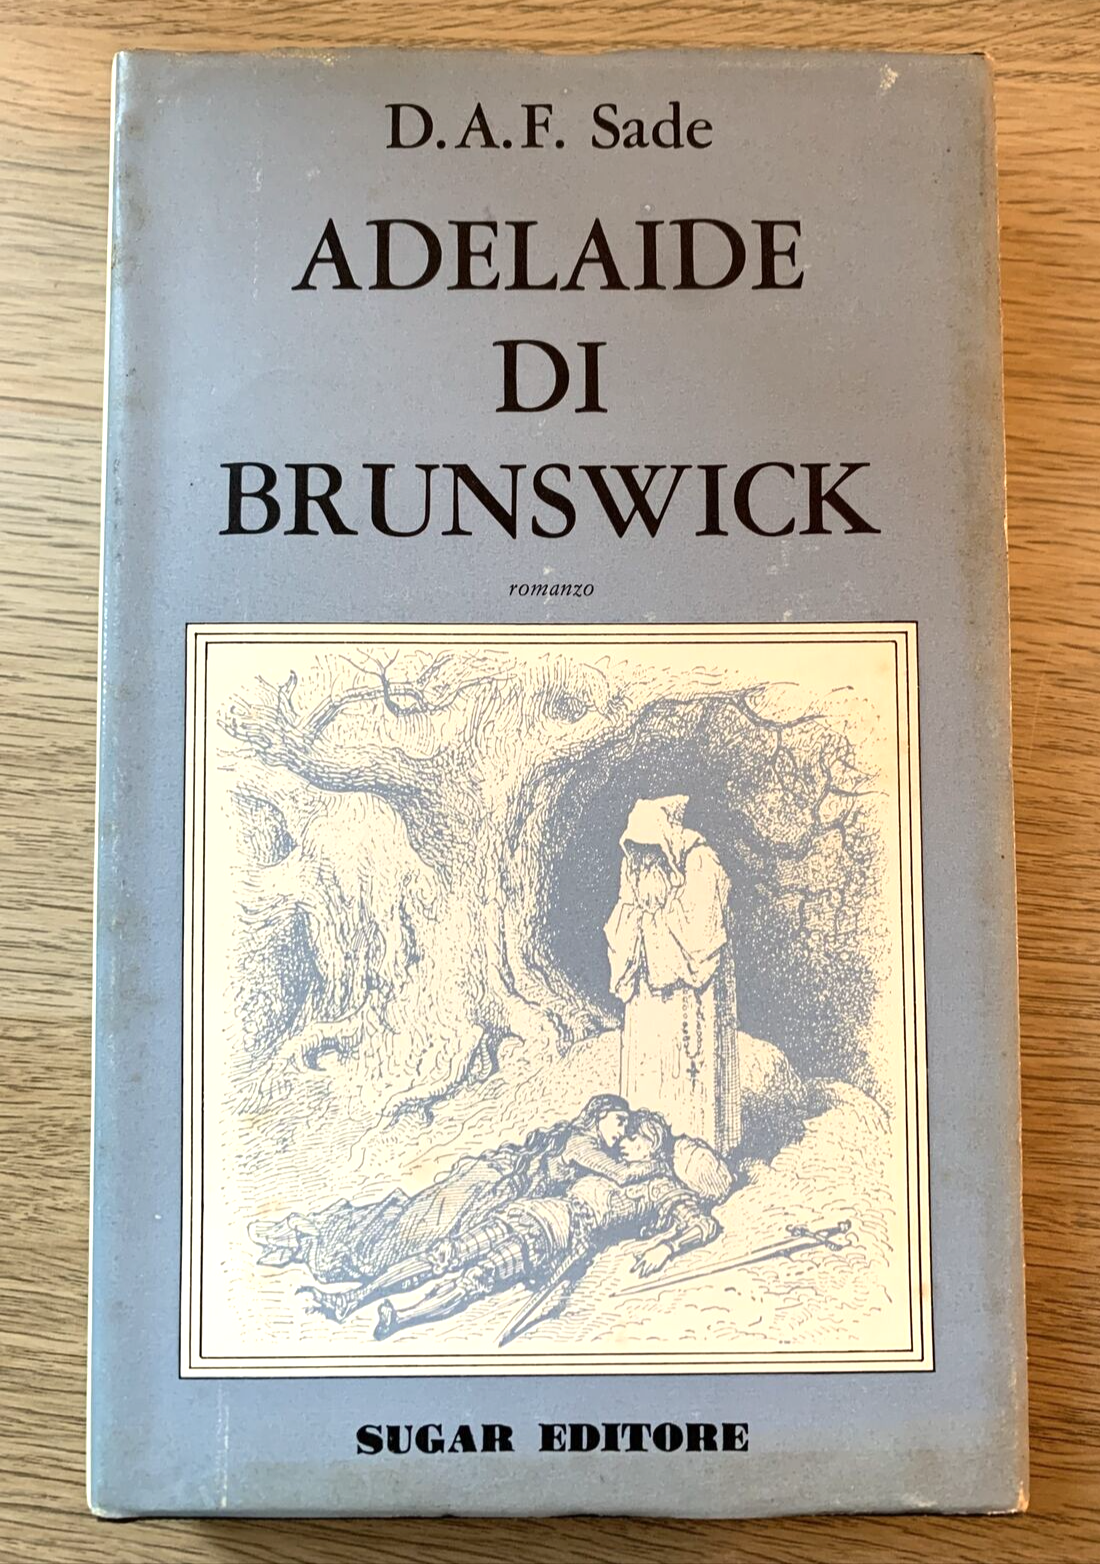 D.A.F. Sade
ADELAIDE
DI
BRUNSWICK
romanzo
SUGAR EDITORE